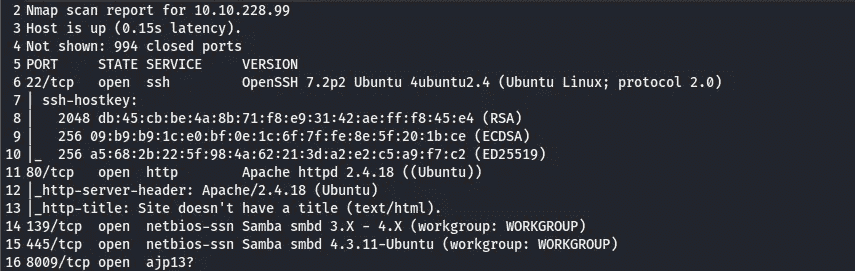 2 Nmap scan report for 10.10.228.99
3 Host is up (0.15s latency).
4 Not shown: 994 closed ports
5 PORT     STATE SERVICE     VERSION
6 22/tcp   open  ssh         OpenSSH 7.2p2 Ubuntu 4ubuntu2.4 (Ubuntu Linux; protocol 2.0)
7 | ssh-hostkey:
8 |   2048 db:45:cb:be:4a:8b:71:f8:e9:31:42:ae:ff:f8:45:e4 (RSA)
9 |   256 09:b9:b9:1c:e0:bf:0e:1c:6f:7f:fe:8e:5f:20:1b:ce (ECDSA)
10 |_  256 a5:68:2b:22:5f:98:4a:62:21:3d:a2:e2:c5:a9:f7:c2 (ED25519)
11 80/tcp   open  http        Apache httpd 2.4.18 ((Ubuntu))
12 |_http-server-header: Apache/2.4.18 (Ubuntu)
13 |_http-title: Site doesn't have a title (text/html).
14 139/tcp  open  netbios-ssn Samba smbd 3.X - 4.X (workgroup: WORKGROUP)
15 445/tcp  open  netbios-ssn Samba smbd 4.3.11-Ubuntu (workgroup: WORKGROUP)
16 8009/tcp open  ajp13?